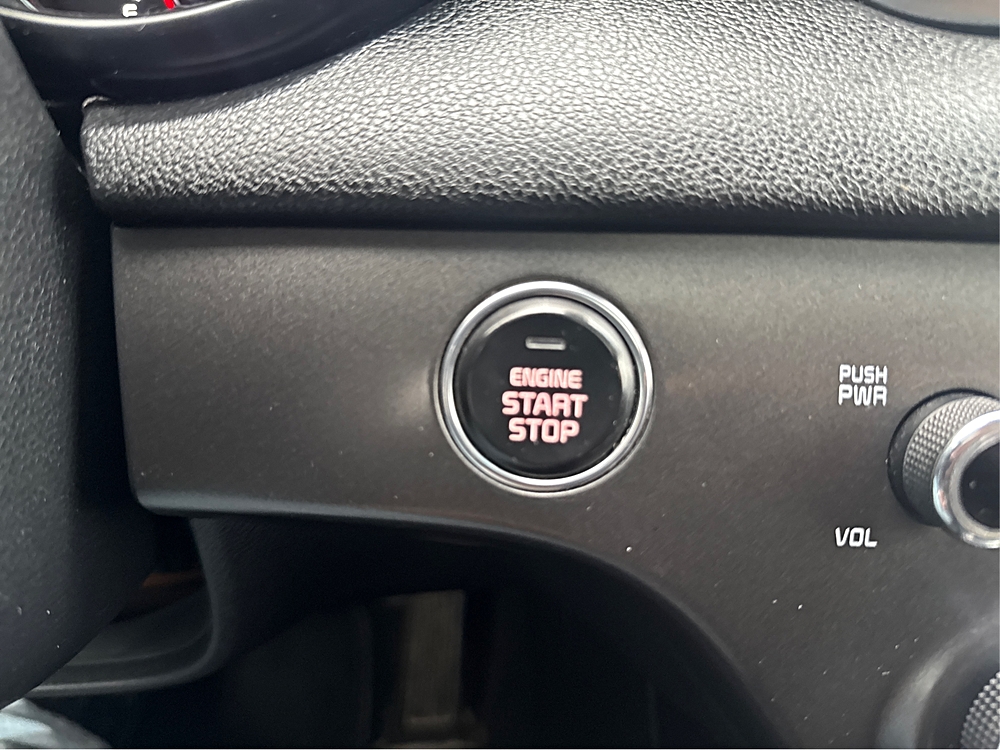 E
ENGINE
START
STOP
PUSH
PWR
VOL